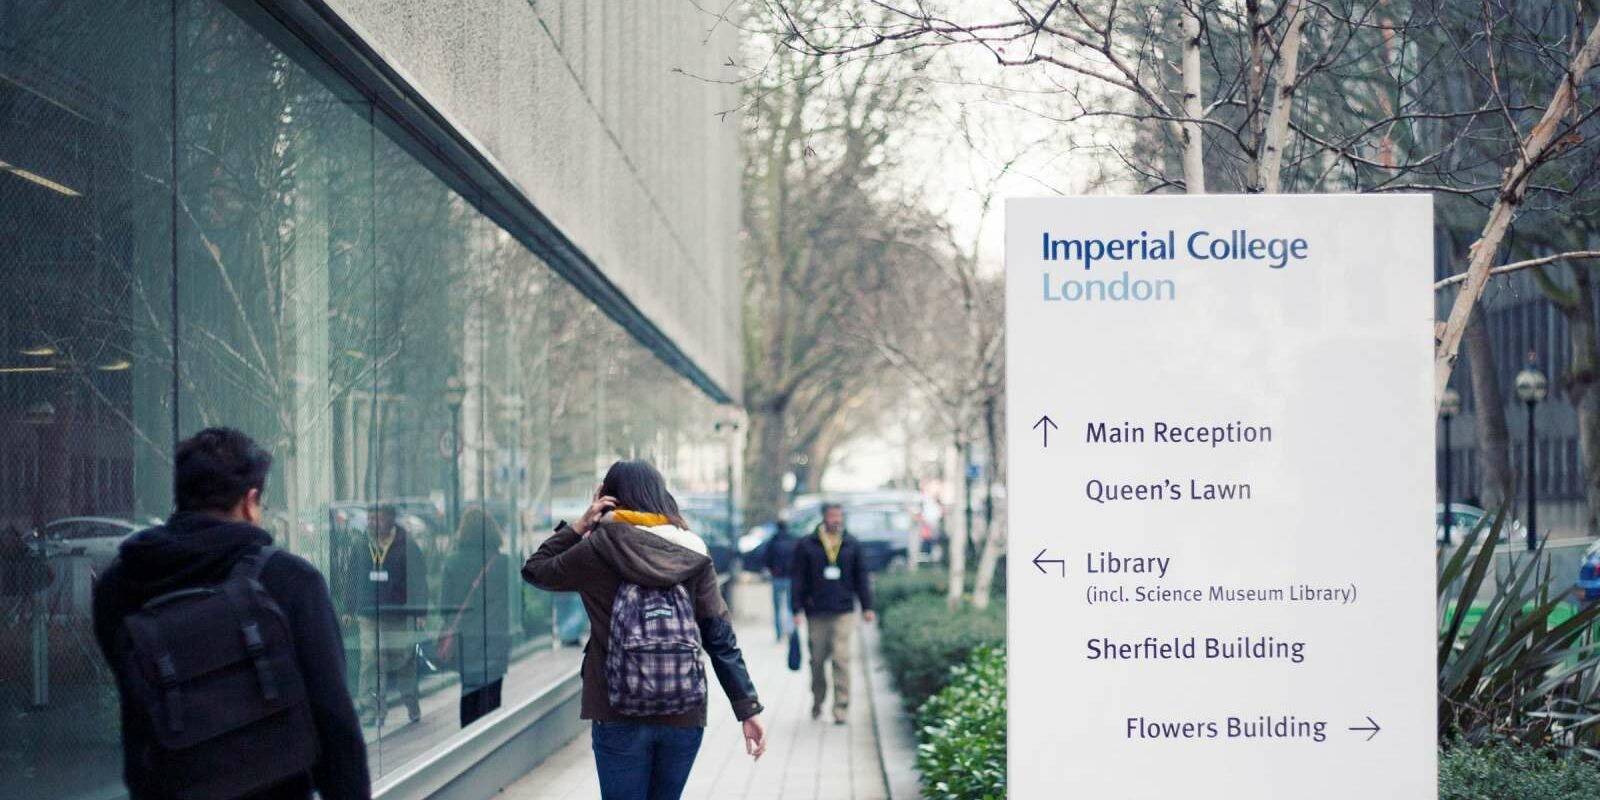 Imperial College
London
Main Reception
Queen's Lawn
Library
(incl. Science Museum Library)
Sherfield Building
Flowers Building